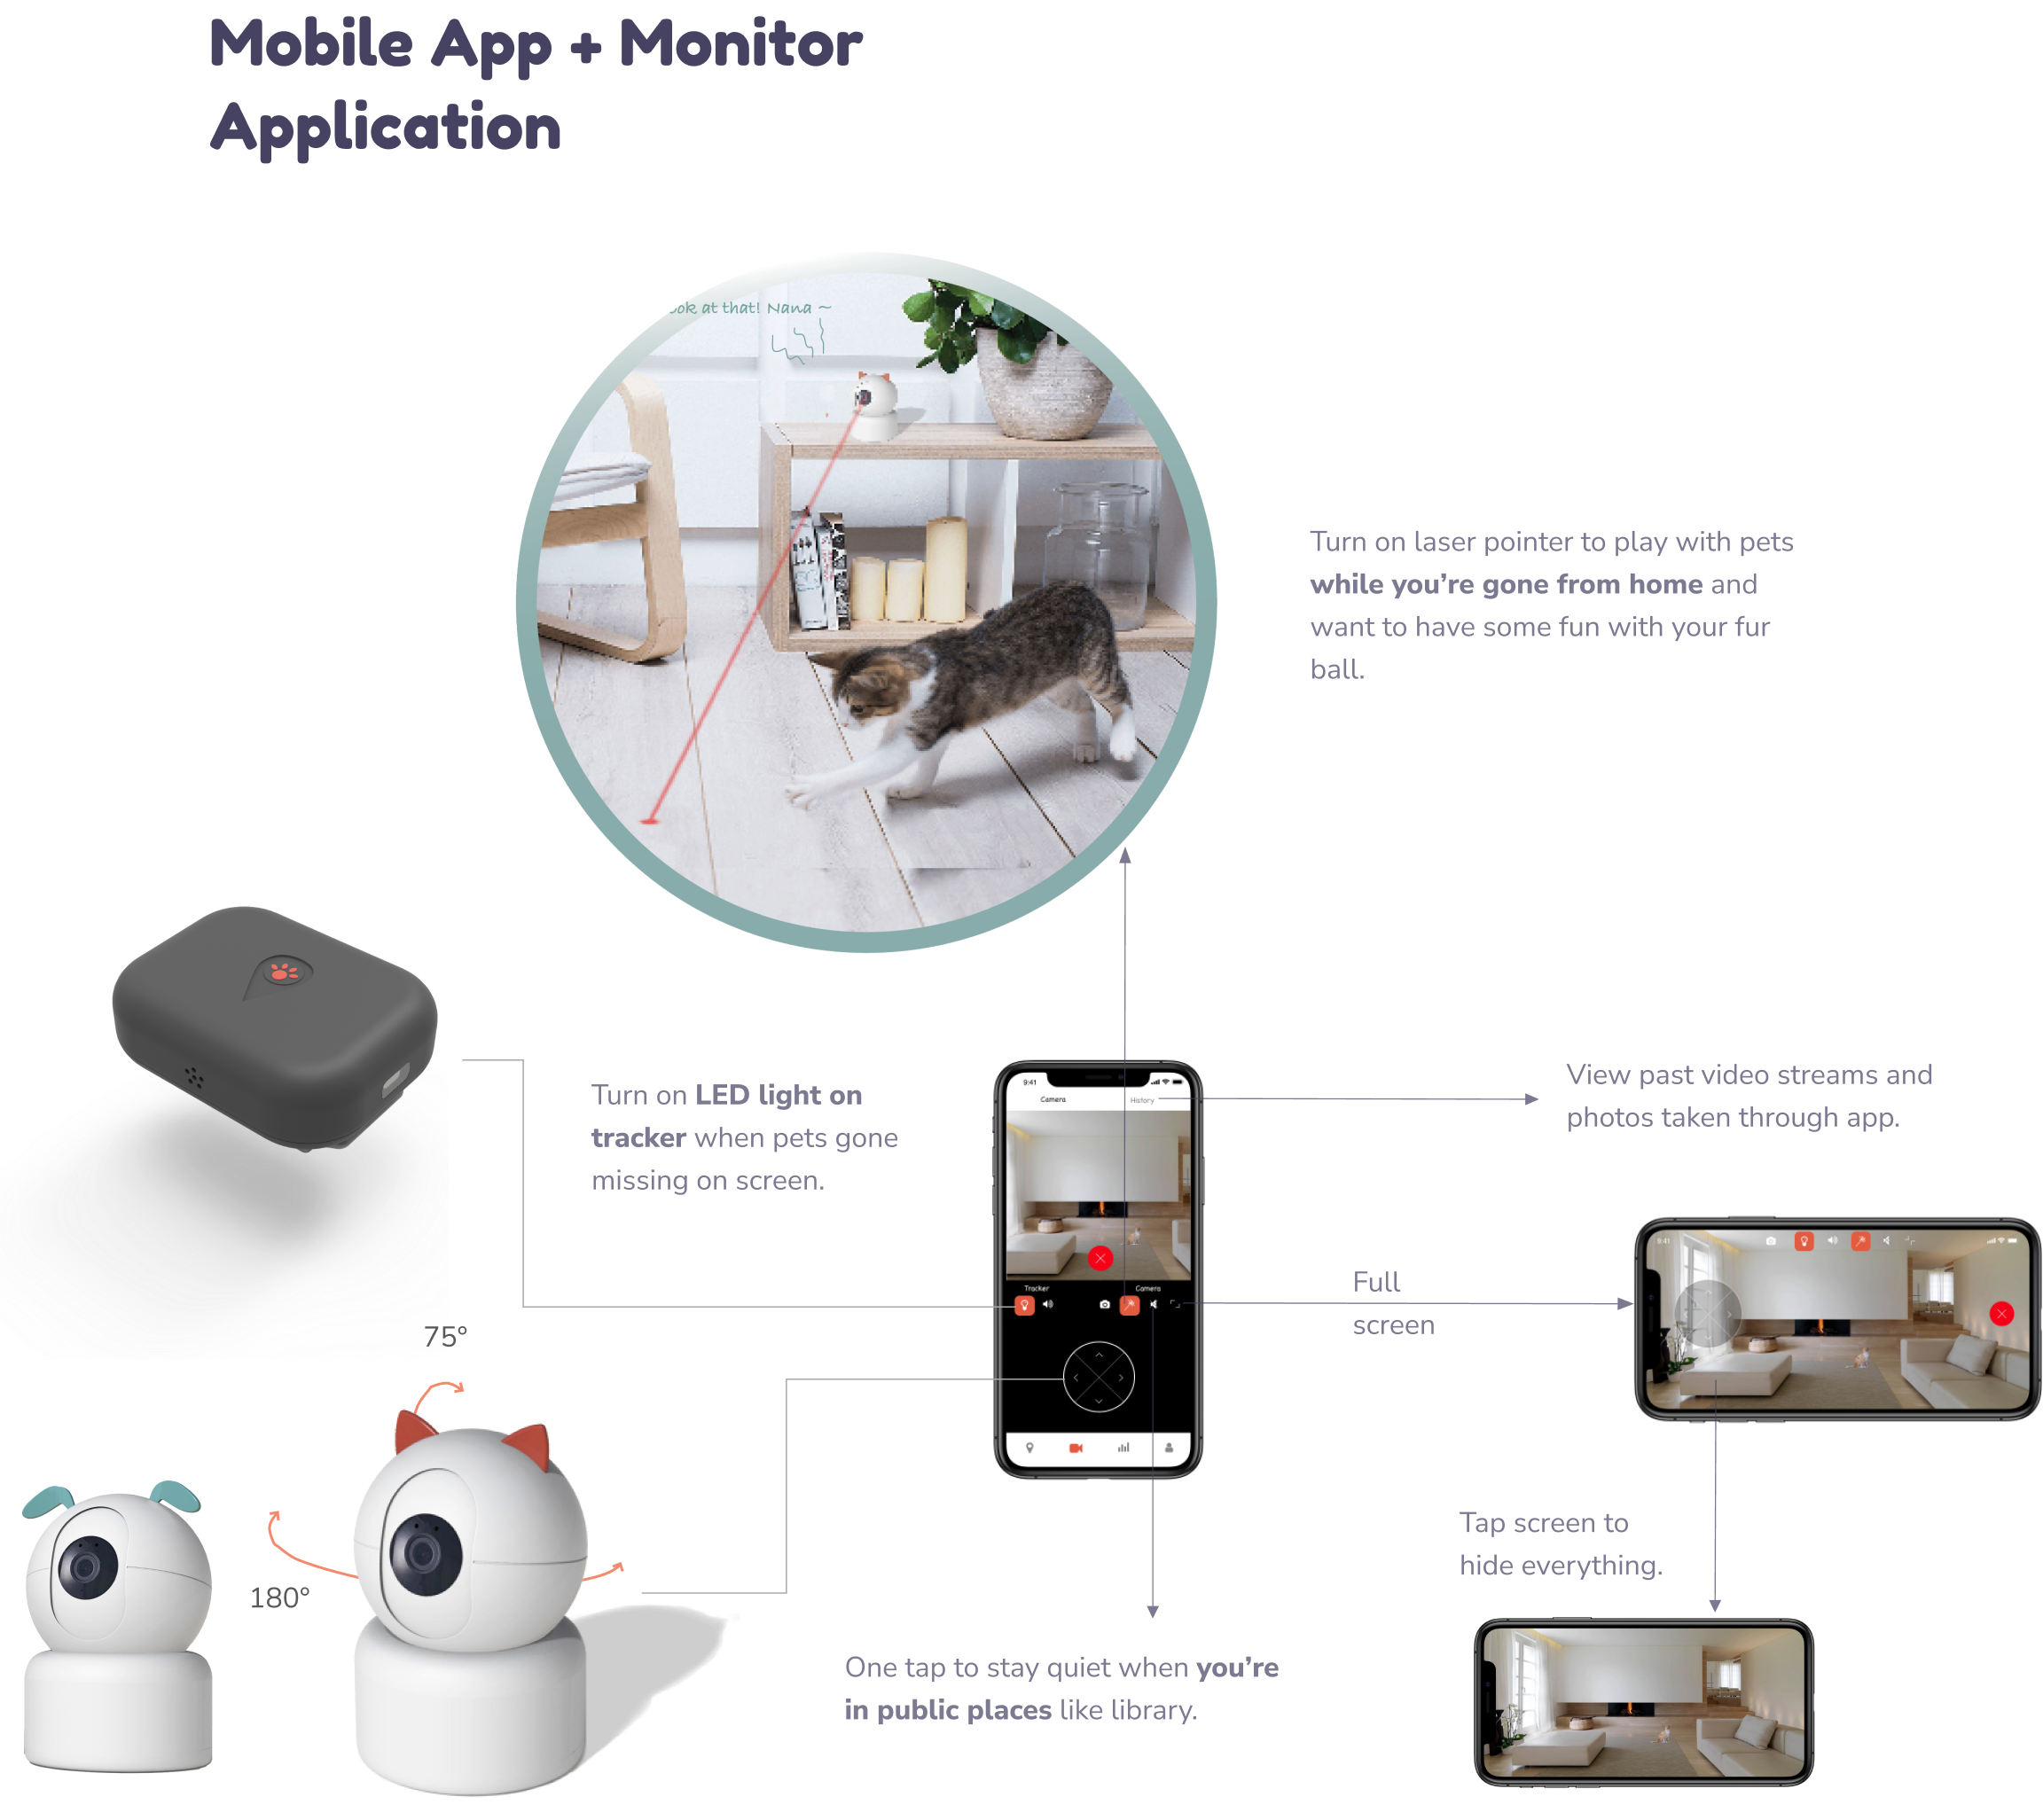 Mobile App + Monitor
Application
ook at that! Nana ~
Turn on laser pointer to play with pets
while you're gone from home and
want to have some fun with your fur
ball.
Turn on LED light on
tracker when pets gone
missing on screen.
9:41
Camera
History
Tracker
Camera
View past video streams and
photos taken through app.
Full
screen
9:41
75°
180°
Tap screen to
hide everything.
One tap to stay quiet when you're
in public places like library.